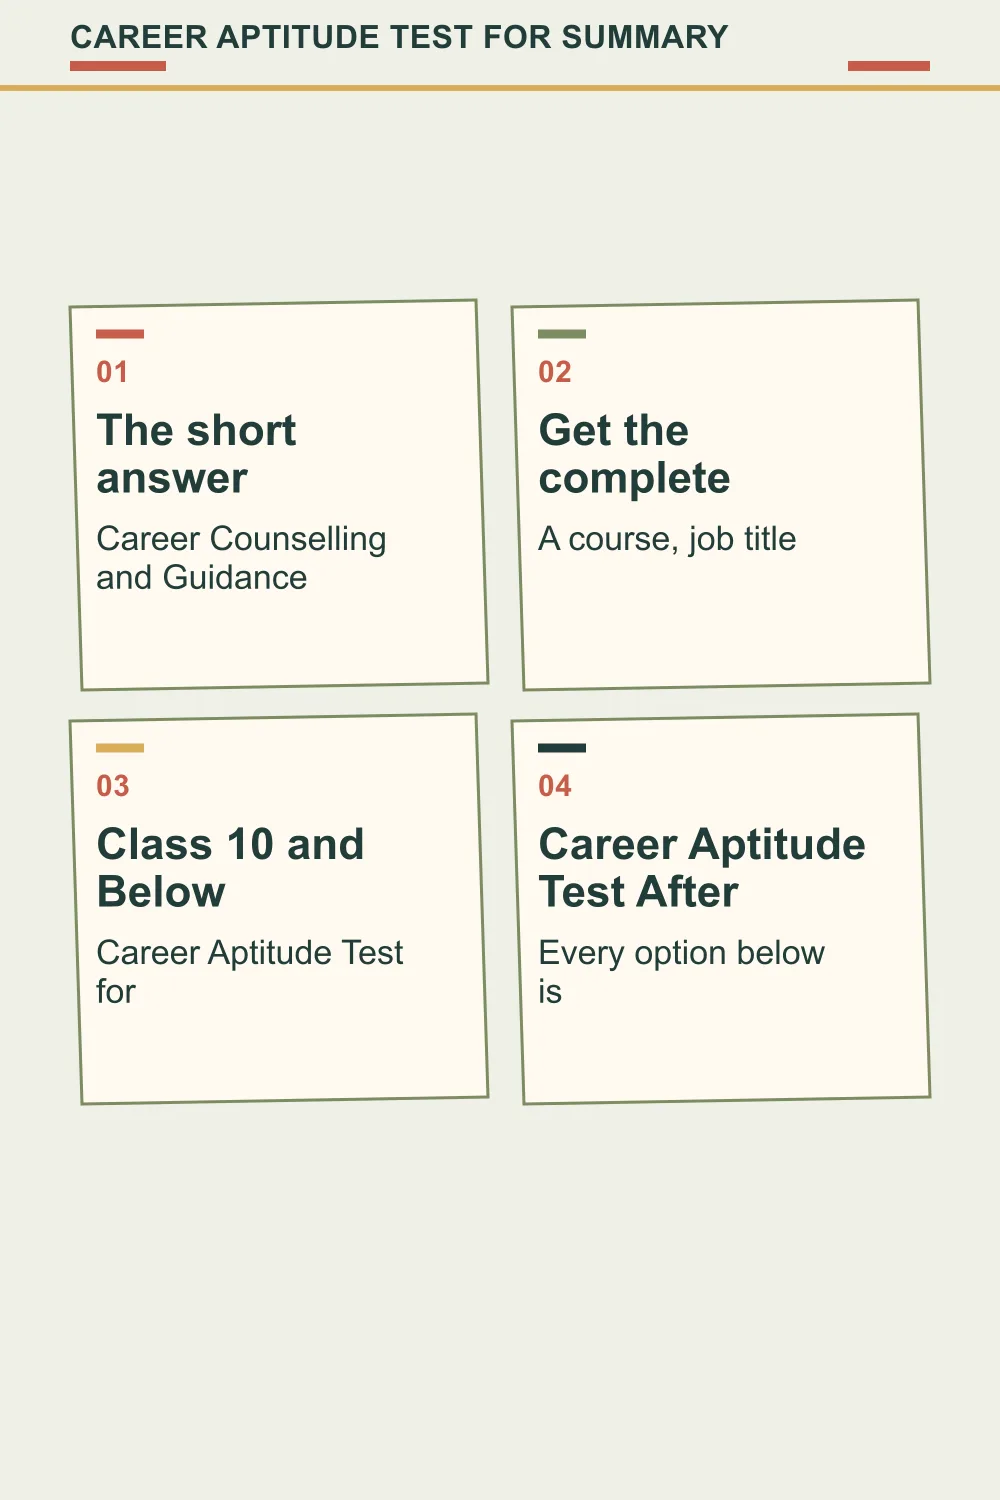 CAREER APTITUDE TEST FOR SUMMARY
01
The short
answer
Career Counselling
and Guidance
02
Get the
complete
A course, job title
03
Class 10 and
Below
Career Aptitude Test
for
04
Career Aptitude
Test After
Every option below
is